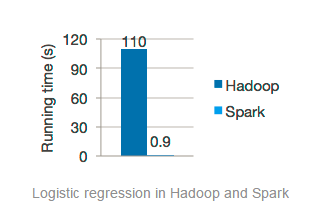 Running time (s)
120
90
60
30
0
110
0.9
Hadoop
Spark
Logistic regression in Hadoop and Spark